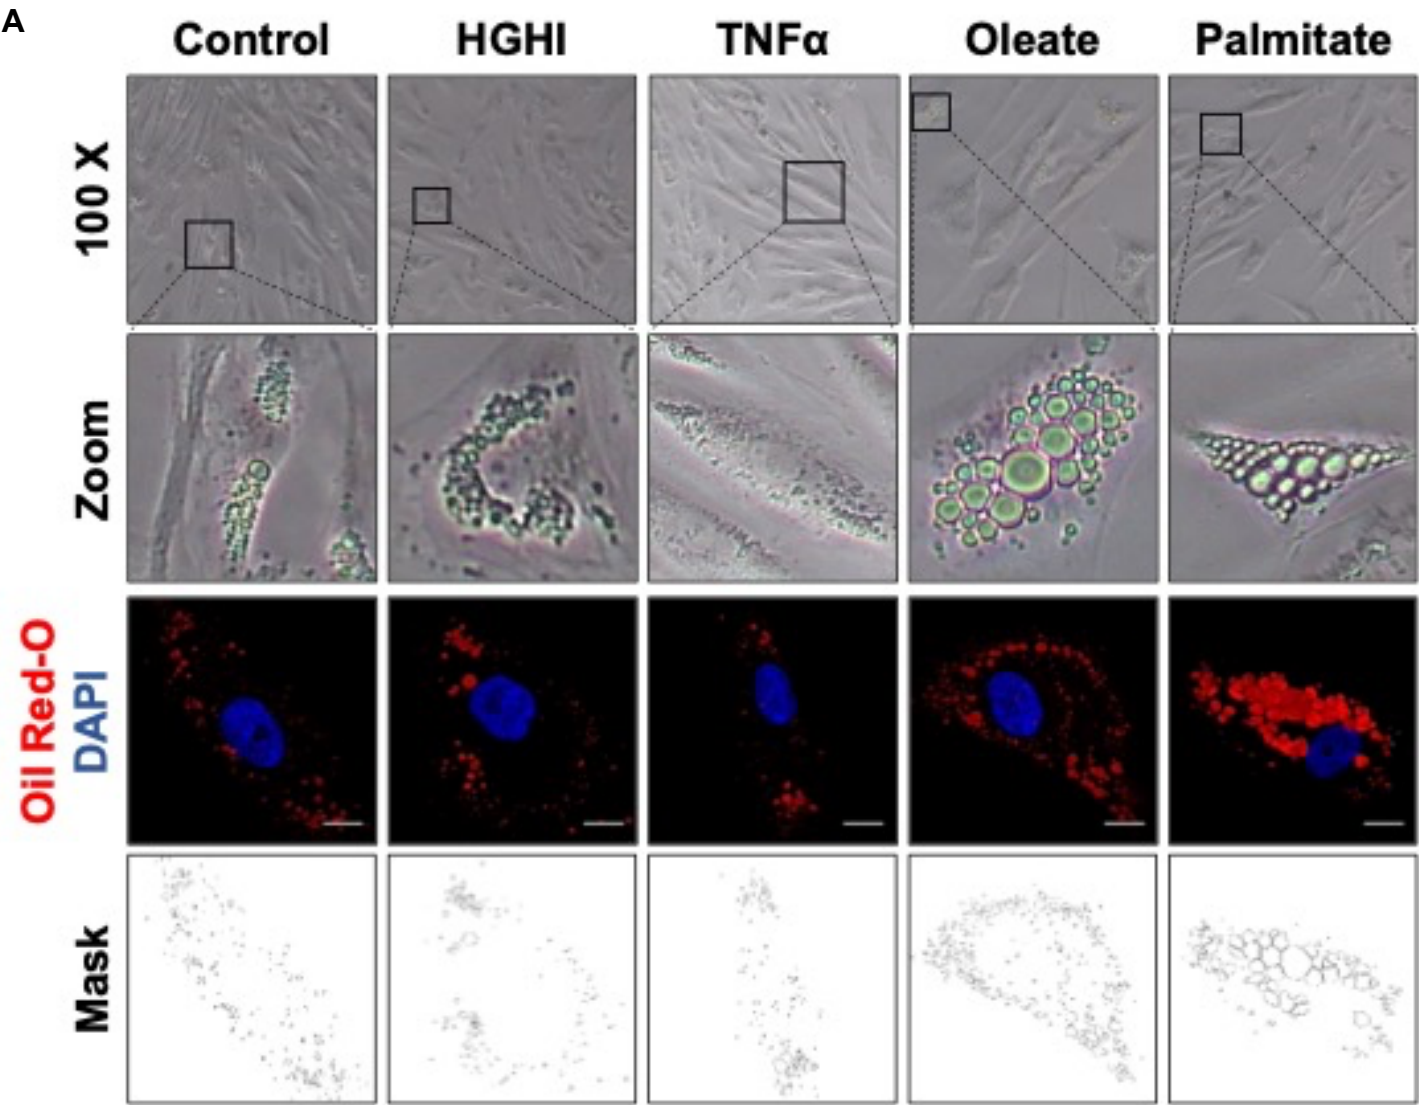 A
Control HGHI TNFα Oleate Palmitate
100 X
Zoom
Oil Red-O
DAPI
Mask